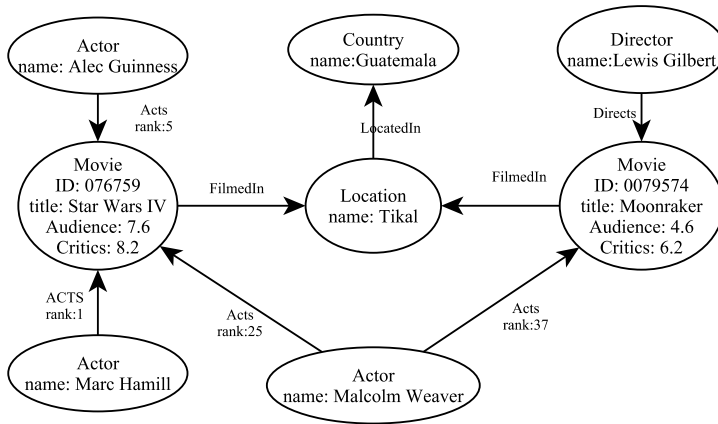 Actor
name: Alec Guinness
Country
name:Guatemala
Director
name:Lewis Gilbert
Acts
rank:5
LocatedIn
Directs
Movie
ID: 076759
title: Star Wars IV
Audience: 7.6
Critics: 8.2
FilmedIn
Location
name: Tikal
FilmedIn
Movie
ID: 0079574
title: Moonraker
Audience: 4.6
Critics: 6.2
ACTS
rank:1
Acts
rank:25
Acts
rank:37
Actor
name: Marc Hamill
Actor
name: Malcolm Weaver